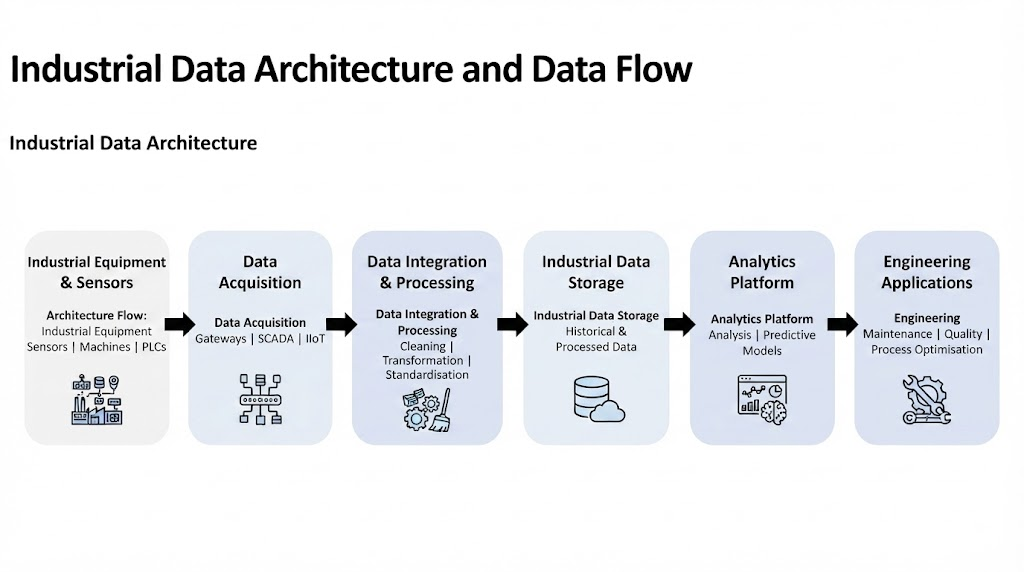 Industrial Data Architecture and Data Flow
Industrial Data Architecture
Industrial Equipment
& Sensors
Architecture Flow:
Industrial Equipment
Sensors | Machines | PLCs
Data
Acquisition
Data Acquisition
Gateways | SCADA | IIoT
Data Integration
& Processing
Data Integration &
Processing
Cleaning |
Transformation |
Standardisation
Industrial Data
Storage
Industrial Data Storage
Historical &
Processed Data
Analytics
Platform
Analytics Platform
Analysis | Predictive
Models
Engineering
Applications
Engineering
Maintenance | Quality |
Process Optimisation